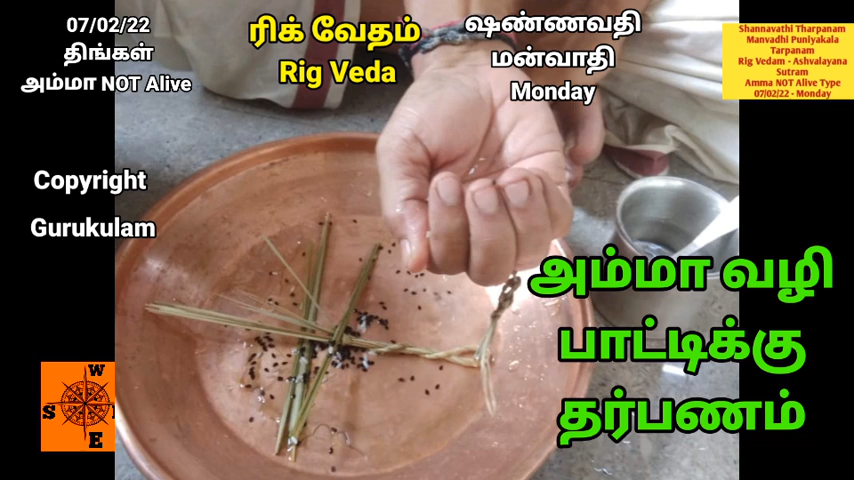 07/02/22
திங்கள்
அம்மா NOT Alive
ரிக் வேதம்
Rig Veda
ஷண்ணவதி
மன்வாதி
Monday
Shannavathi Tharpanam
Manvadhi Puniyakala
Tarpanam
Rig Vedam - Ashvalayana
Sutram
Amma NOT Alive Type
07/02/22 - Monday
Copyright
Gurukulam
அம்மா வழி
பாட்டிக்கு
தர்பணம்
W
S
E